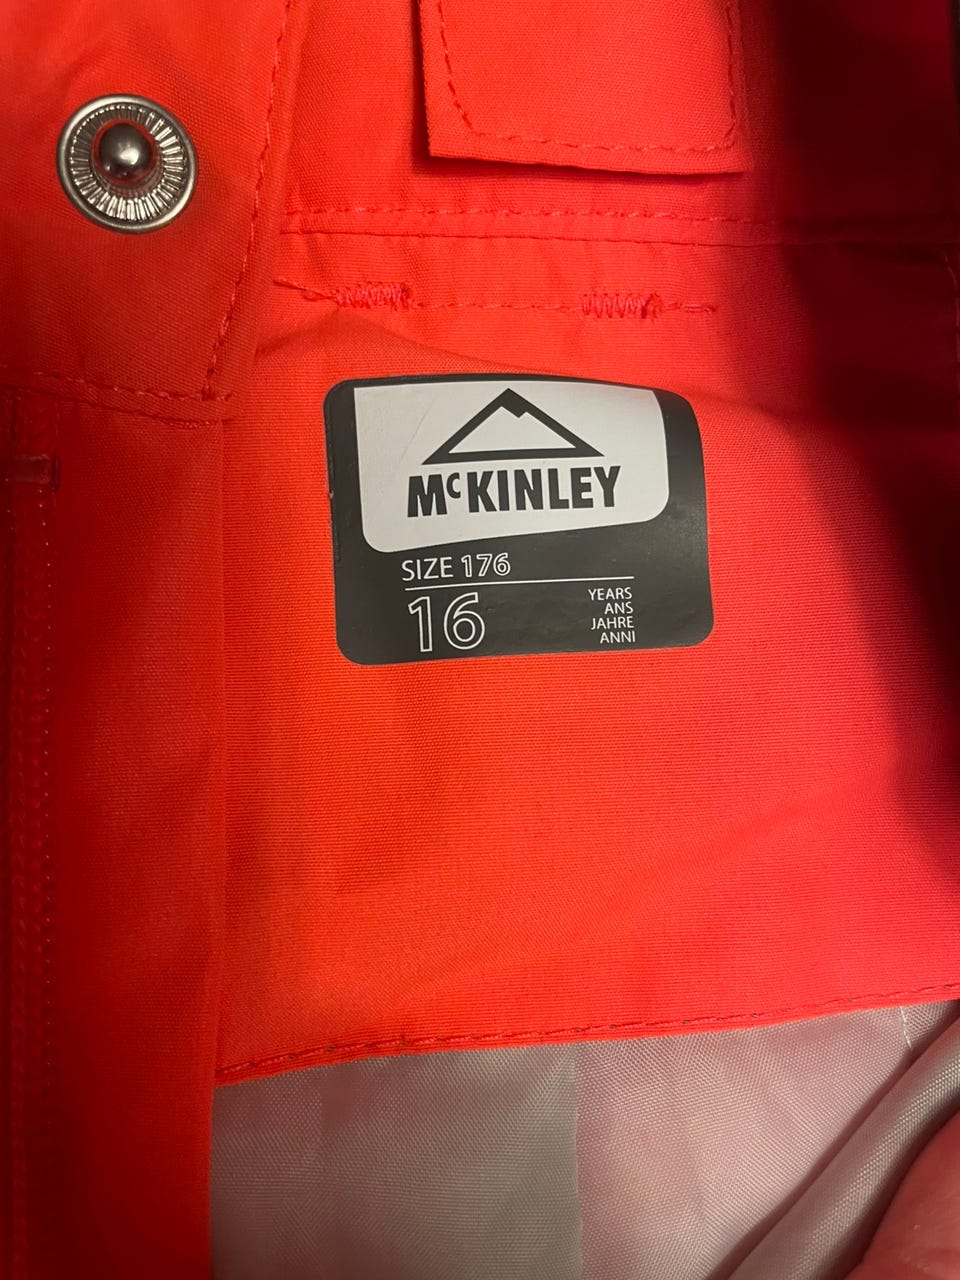 McKINLEY
SIZE 176
16
YEARS
ANS
JAHRE
ANNI